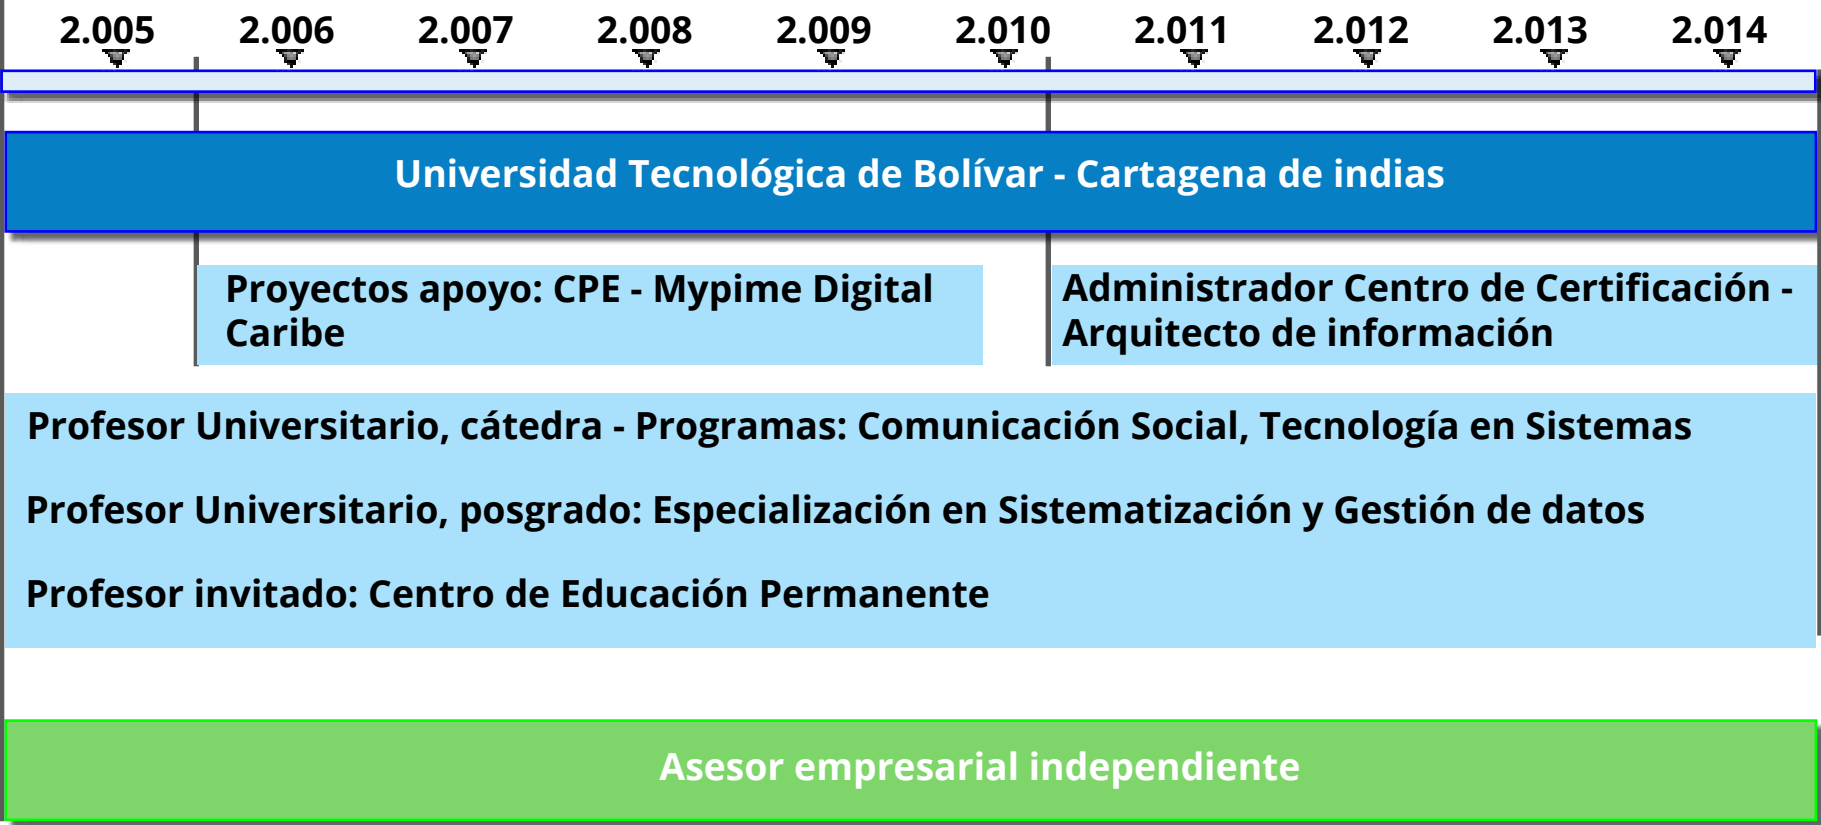 2.005 2.006 2.007 2.008 2.009 2.010 2.011 2.012 2.013 2.014
Universidad Tecnológica de Bolívar - Cartagena de indias
Proyectos apoyo: CPE - Mypime Digital
Caribe
Administrador Centro de Certificación -
Arquitecto de información
Profesor Universitario, cátedra - Programas: Comunicación Social, Tecnología en Sistemas
Profesor Universitario, posgrado: Especialización en Sistematización y Gestión de datos
Profesor invitado: Centro de Educación Permanente
Asesor empresarial independiente